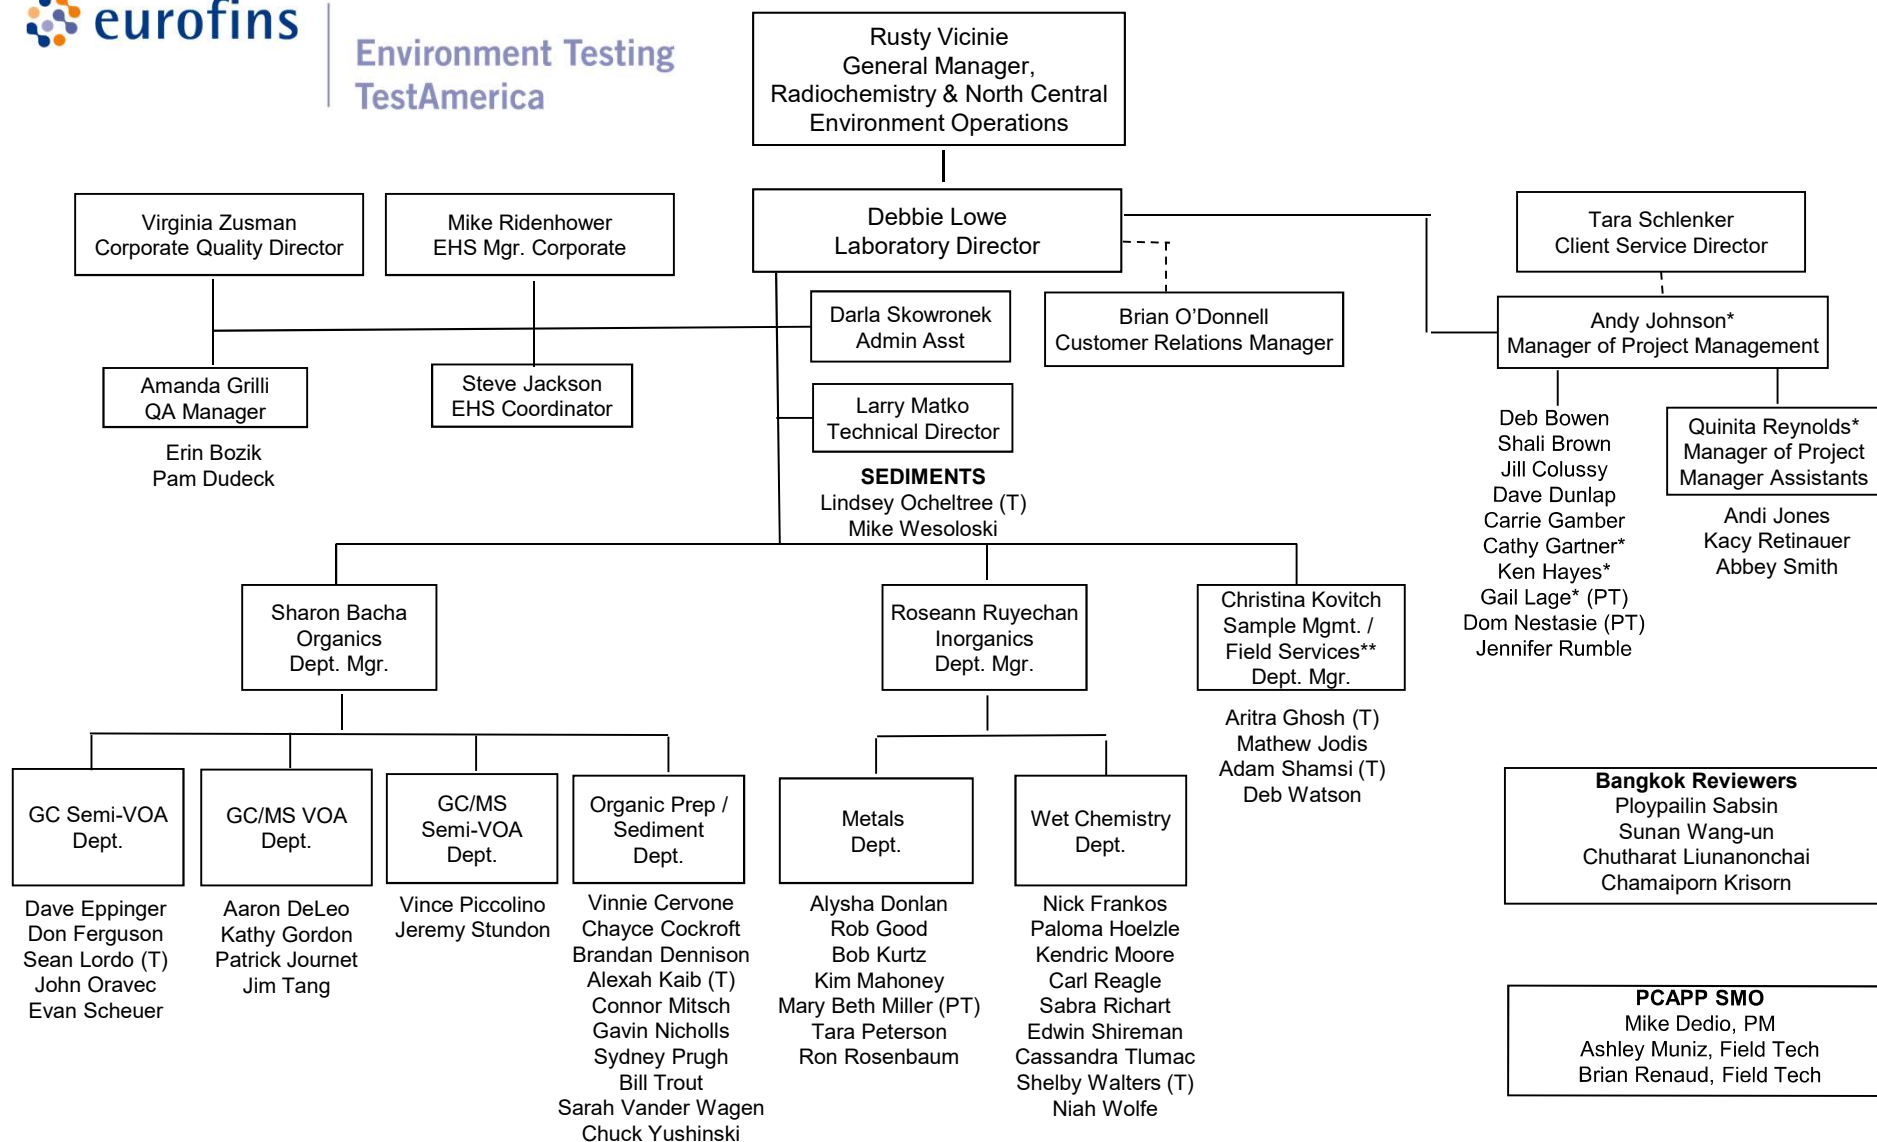 eurofins
Environment Testing
TestAmerica
Rusty Vicinie
General Manager,
Radiochemistry & North Central
Environment Operations
Virginia Zusman
Corporate Quality Director
Mike Ridenhower
EHS Mgr. Corporate
Debbie Lowe
Laboratory Director
Tara Schlenker
Client Service Director
Darla Skowronek
Admin Asst
Brian O’Donnell
Customer Relations Manager
Andy Johnson*
Manager of Project Management
Amanda Grilli
QA Manager
Erin Bozik
Pam Dudeck
Steve Jackson
EHS Coordinator
Larry Matko
Technical Director
SEDIMENTS
Lindsey Ocheltree (T)
Mike Wesoloski
Deb Bowen
Shali Brown
Jill Colussy
Dave Dunlap
Carrie Gamber
Cathy Gartner*
Ken Hayes*
Gail Lage* (PT)
Dom Nestasie (PT)
Jennifer Rumble
Quinita Reynolds*
Manager of Project
Manager Assistants
Andi Jones
Kacy Retinauer
Abbey Smith
Sharon Bacha
Organics
Dept. Mgr.
Roseann Ruyechan
Inorganics
Dept. Mgr.
Christina Kovitch
Sample Mgmt. /
Field Services**
Dept. Mgr.
Aritra Ghosh (T)
Mathew Jodis
Adam Shamsi (T)
Deb Watson
GC Semi-VOA
Dept.
Dave Eppinger
Don Ferguson
Sean Lordo (T)
John Oravec
Evan Scheuer
GC/MS VOA
Dept.
Aaron DeLeo
Kathy Gordon
Patrick Journet
Jim Tang
GC/MS
Semi-VOA
Dept.
Vince Piccolino
Jeremy Stundon
Organic Prep /
Sediment
Dept.
Vinnie Cervone
Chayce Cockroft
Brandan Dennison
Alexah Kaib (T)
Connor Mitsch
Gavin Nicholls
Sydney Prugh
Bill Trout
Sarah Vander Wagen
Chuck Yushinski
Metals
Dept.
Alysha Donlan
Rob Good
Bob Kurtz
Kim Mahoney
Mary Beth Miller (PT)
Tara Peterson
Ron Rosenbaum
Wet Chemistry
Dept.
Nick Frankos
Paloma Hoelzle
Kendric Moore
Carl Reagle
Sabra Richart
Edwin Shireman
Cassandra Tlumac
Shelby Walters (T)
Niah Wolfe
Bangkok Reviewers
Ploypailin Sabsin
Sunan Wang-un
Chutharat Liunanonchai
Chamaiporn Krisorn
PCAPP SMO
Mike Dedio, PM
Ashley Muniz, Field Tech
Brian Renaud, Field Tech